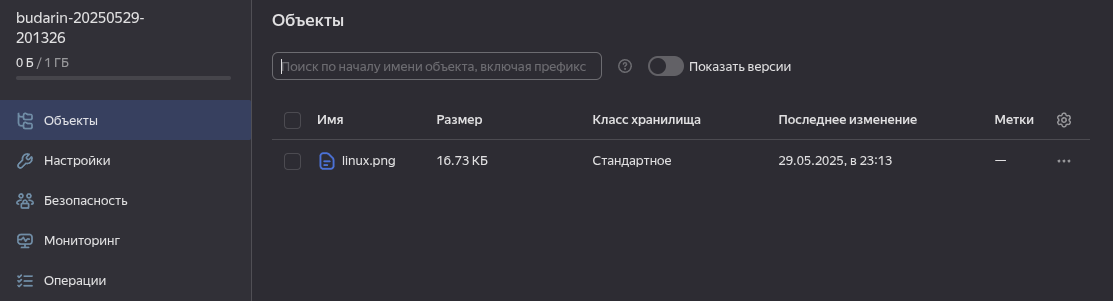 budarin-20250529-
201326
0 Б / 1 ГБ
Объекты
Настройки
Безопасность
Мониторинг
Операции
Объекты
Поиск по началу имени объекта, включая префикс
Показать версии
Имя Размер Класс хранилища Последнее изменение Метки
linux.png 16.73 КБ Стандартное 29.05.2025, в 23:13 —